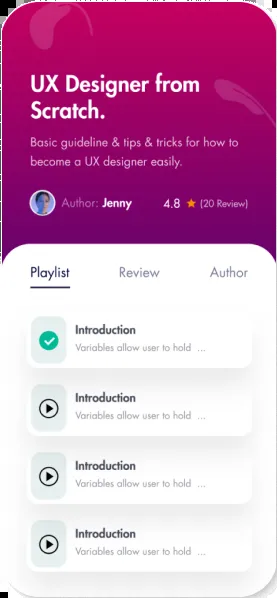 UX Designer from
Scratch.
Basic guideline & tips & tricks for how to
become a UX designer easily.
Author: Jenny 4.8 (20 Review)
Playlist Review Author
Introduction
Variables allow user to hold ...
Introduction
Variables allow user to hold ...
Introduction
Variables allow user to hold ...
Introduction
Variables allow user to hold ...